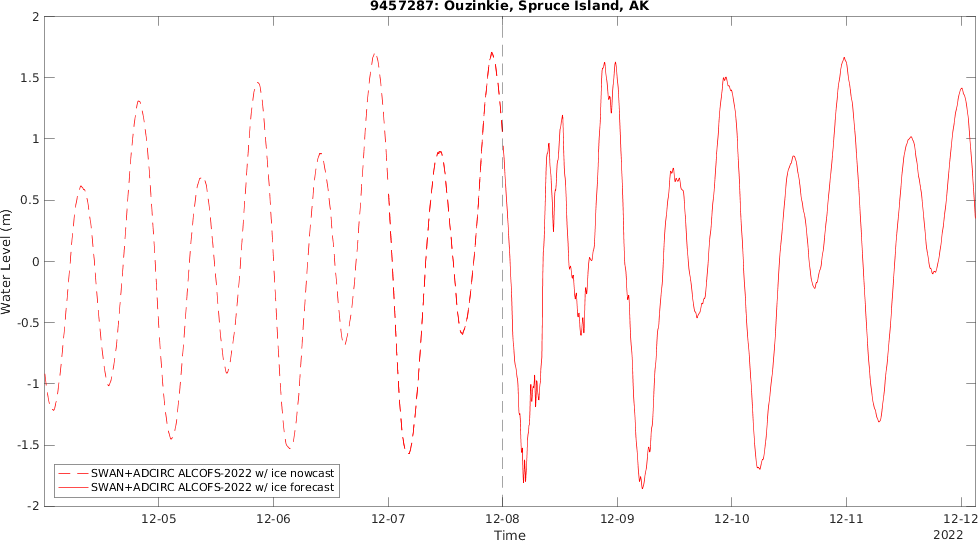 9457287: Ouzinkie, Spruce Island, AK
2
1.5
1
0.5
0
-0.5
-1
-1.5
-2
Water Level (m)
SWAN+ADCIRC ALCOFS-2022 w/ ice nowcast
SWAN+ADCIRC ALCOFS-2022 w/ ice forecast
12-05 12-06 12-07 12-08 12-09 12-10 12-11 12-12
Time 2022